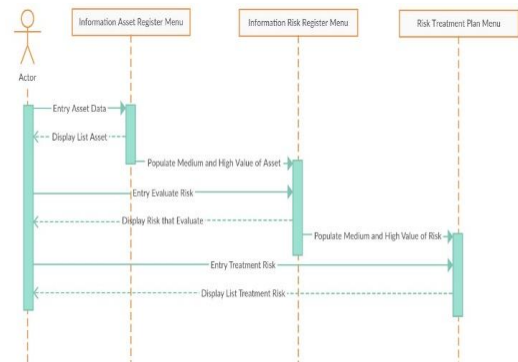 Information Asset Register Menu
Information Risk Register Menu
Risk Treatment Plan Menu
Actor
Entry Asset Data
Display List Asset
Populate Medium and High Value of Asset
Entry Evaluate Risk
Display Risk that Evaluate
Populate Medium and High Value of Risk
Entry Treatment Risk
Display List Treatment Risk